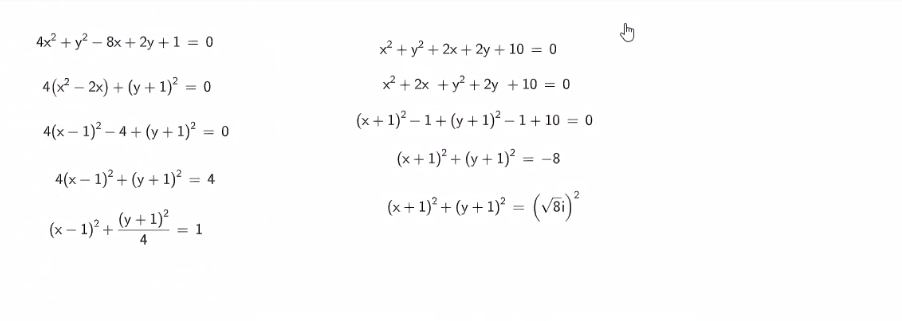 4x² + y² – 8x + 2y + 1 = 0
4(x² – 2x) + (y + 1)² = 0
4(x – 1)² – 4 + (y + 1)² = 0
4(x – 1)² + (y + 1)² = 4
(x – 1)² + (y + 1)²/4 = 1
x² + y² + 2x + 2y + 10 = 0
x² + 2x + y² + 2y + 10 = 0
(x + 1)² – 1 + (y + 1)² – 1 + 10 = 0
(x + 1)² + (y + 1)² = –8
(x + 1)² + (y + 1)² = (√8i)²